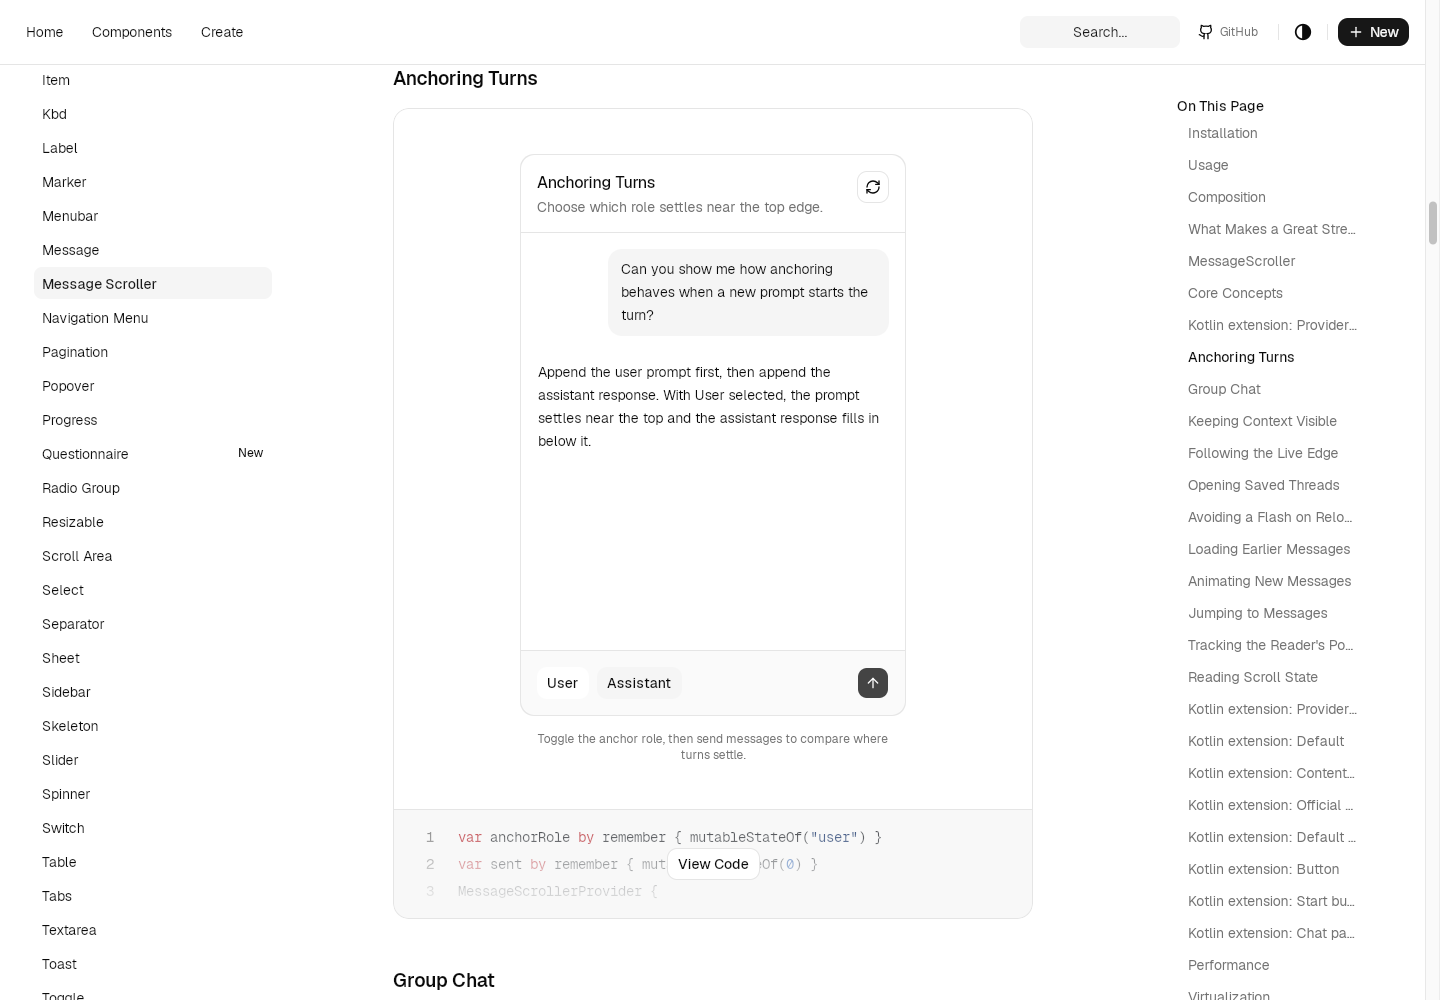 Home
Components
Create
Search...
GitHub
New
Item
Kbd
Label
Marker
Menubar
Message
Message Scroller
Navigation Menu
Pagination
Popover
Progress
Questionnaire
New
Radio Group
Resizable
Scroll Area
Select
Separator
Sheet
Sidebar
Skeleton
Slider
Spinner
Switch
Table
Tabs
Textarea
Toast
Toggle
Anchoring Turns
Anchoring Turns
Choose which role settles near the top edge.
Can you show me how anchoring
behaves when a new prompt starts the
turn?
Append the user prompt first, then append the
assistant response. With User selected, the prompt
settles near the top and the assistant response fills in
below it.
User
Assistant
Toggle the anchor role, then send messages to compare where
turns settle.
1 var anchorRole by remember { mutableStateOf("user") }
2 var sent by remember { mut
View Code
eOf(0) }
3 MessageScrollerProvider {
Group Chat
On This Page
Installation
Usage
Composition
What Makes a Great Stre...
MessageScroller
Core Concepts
Kotlin extension: Provider...
Anchoring Turns
Group Chat
Keeping Context Visible
Following the Live Edge
Opening Saved Threads
Avoiding a Flash on Relo...
Loading Earlier Messages
Animating New Messages
Jumping to Messages
Tracking the Reader's Po...
Reading Scroll State
Kotlin extension: Provider...
Kotlin extension: Default
Kotlin extension: Content...
Kotlin extension: Official ...
Kotlin extension: Default ...
Kotlin extension: Button
Kotlin extension: Start bu...
Kotlin extension: Chat pa...
Performance
Virtualization